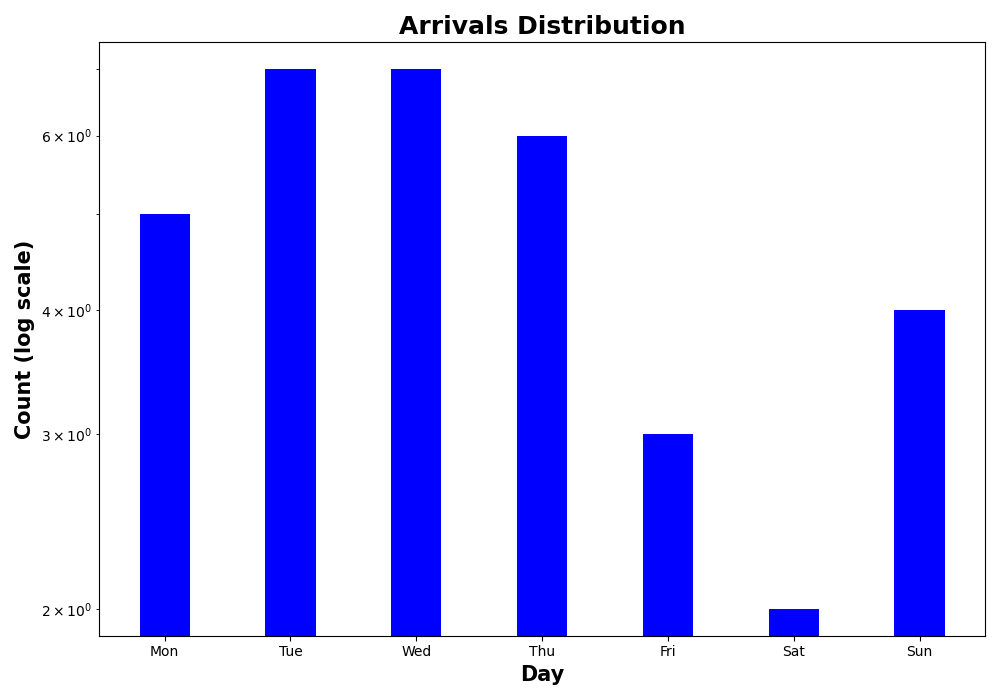 Arrivals Distribution
Count (log scale)
6 × 10⁰
4 × 10⁰
3 × 10⁰
2 × 10⁰
Mon Tue Wed Thu Fri Sat Sun
Day